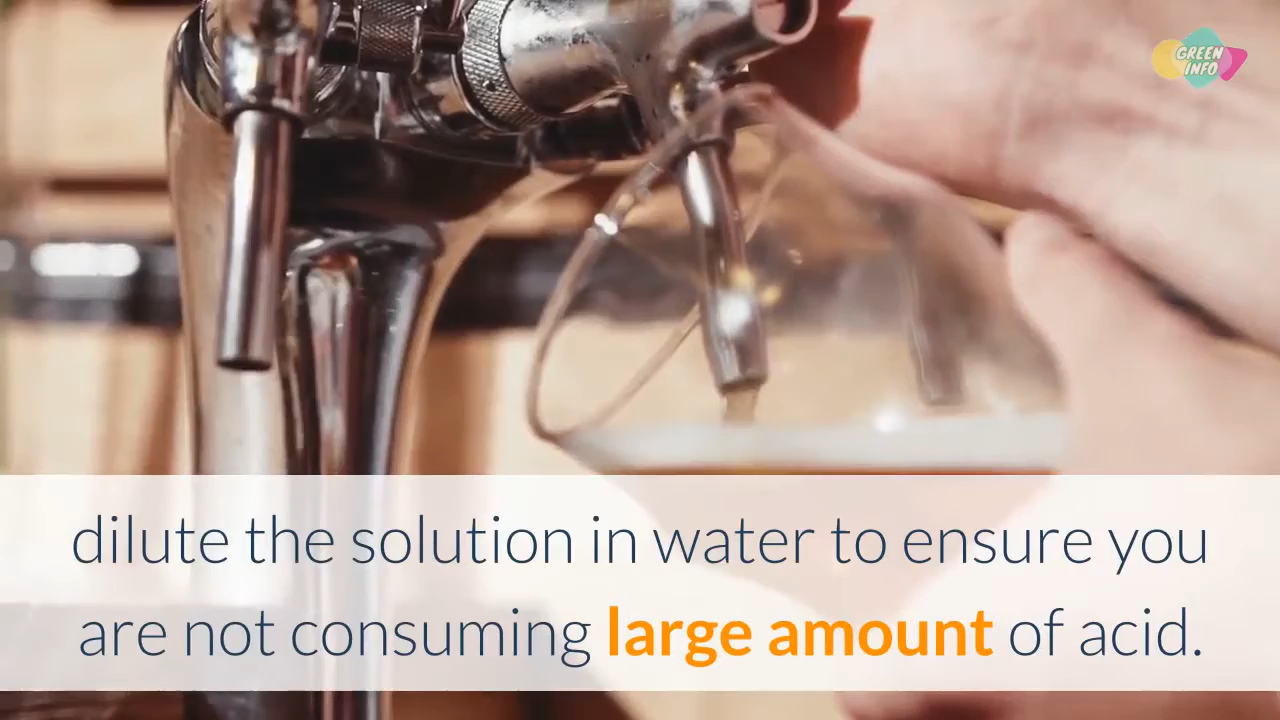 GREEN
INFO
dilute the solution in water to ensure you
are not consuming large amount of acid.